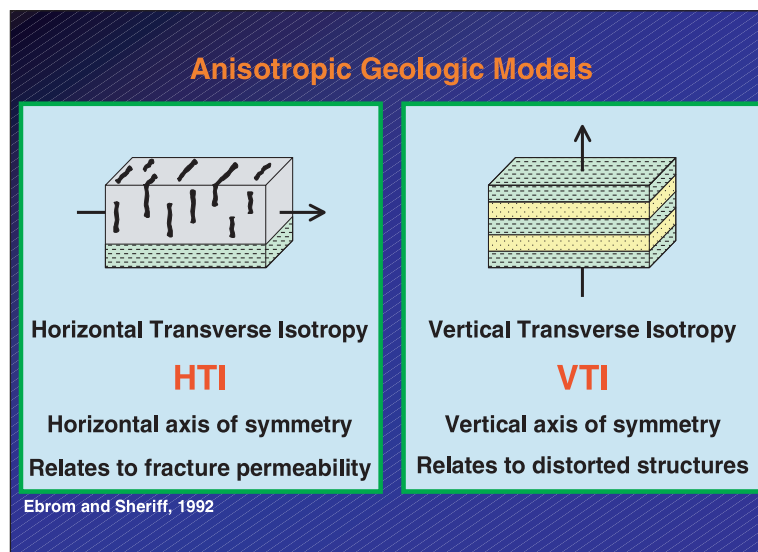 Anisotropic Geologic Models
Horizontal Transverse Isotropy
HTI
Horizontal axis of symmetry
Relates to fracture permeability
Vertical Transverse Isotropy
VTI
Vertical axis of symmetry
Relates to distorted structures
Ebrom and Sheriff, 1992